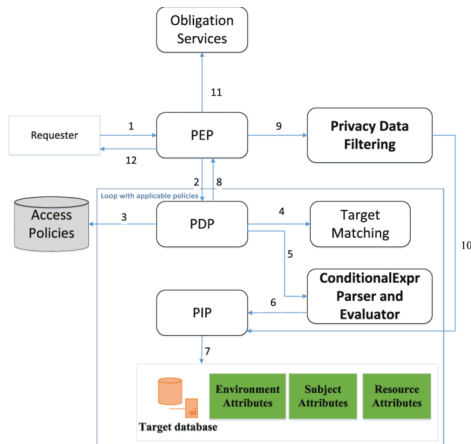 Obligation
Services
11
Requester
1
12
PEP
9
Privacy Data
Filtering
2
8
Loop with applicable policies
Access
Policies
3
PDP
4
Target
Matching
10
5
ConditionalExpr
Parser and
Evaluator
6
PIP
7
Target database
Environment
Attributes
Subject
Attributes
Resource
Attributes